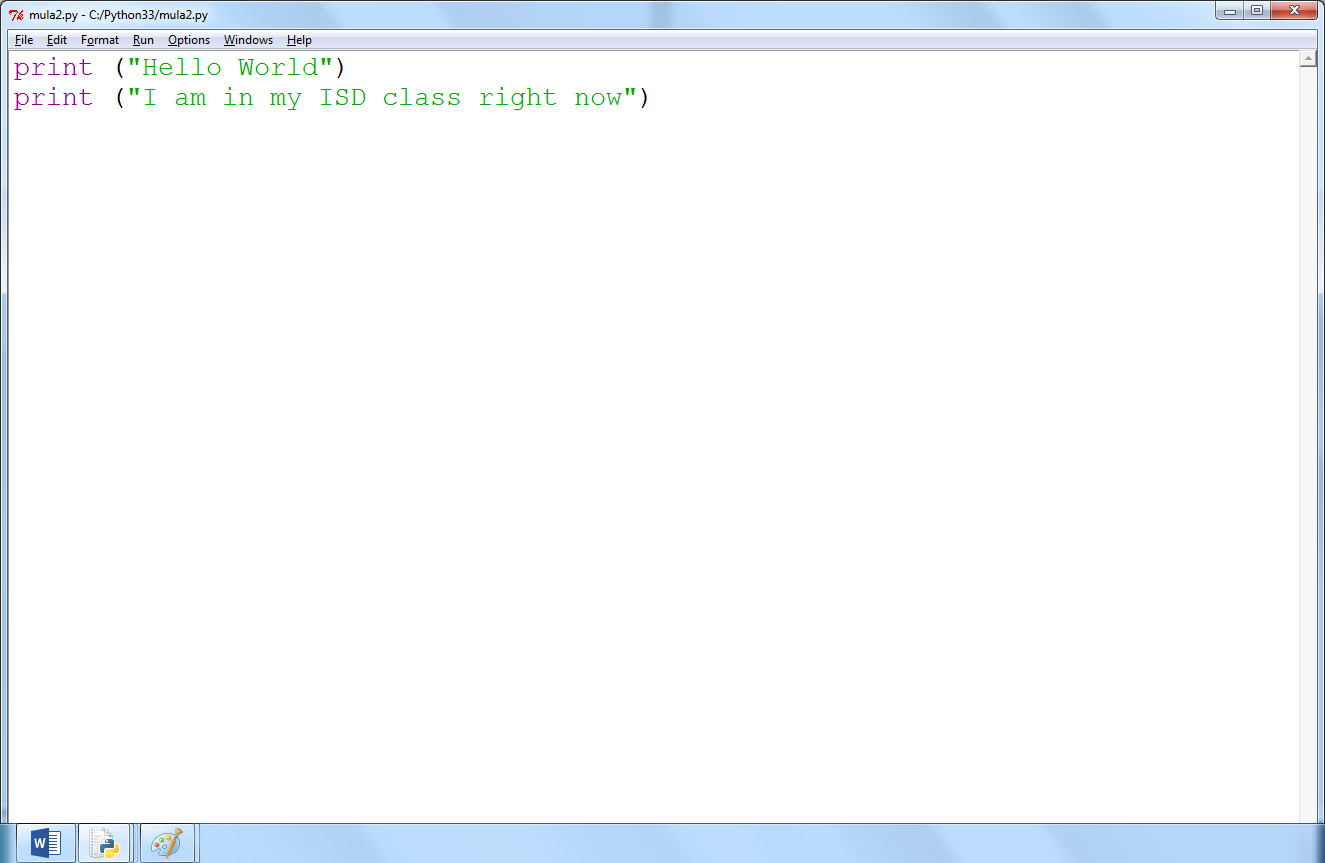 mula2.py - C:/Python33/mula2.py
File Edit Format Run Options Windows Help
print ("Hello World")
print ("I am in my ISD class right now")
W